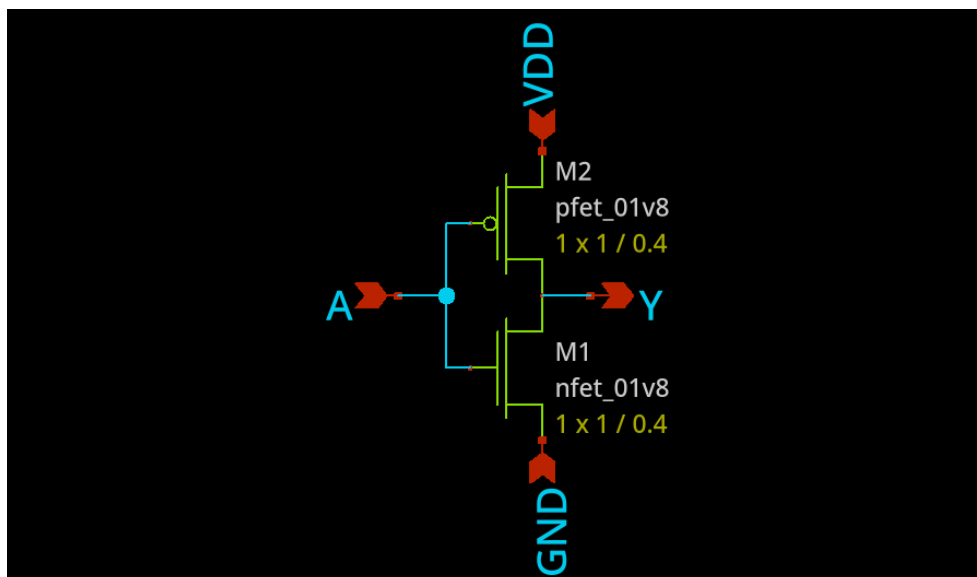 VDD
M2
pfet_01v8
1 x 1 / 0.4
A
Y
M1
nfet_01v8
1 x 1 / 0.4
GND